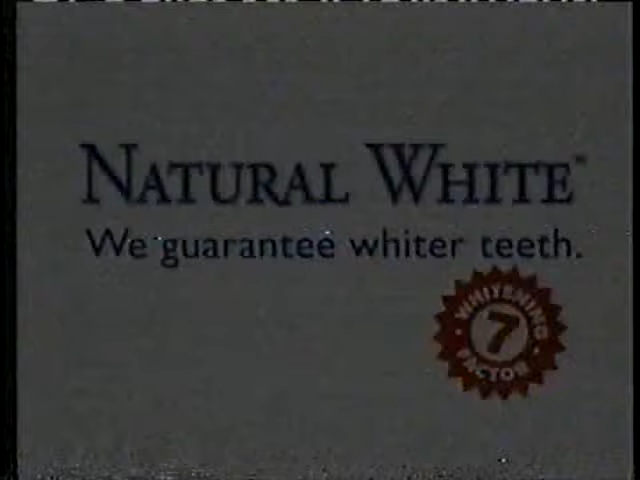 NATURAL WHITE™
We guarantee whiter teeth.
WHITENING
7
FACTOR